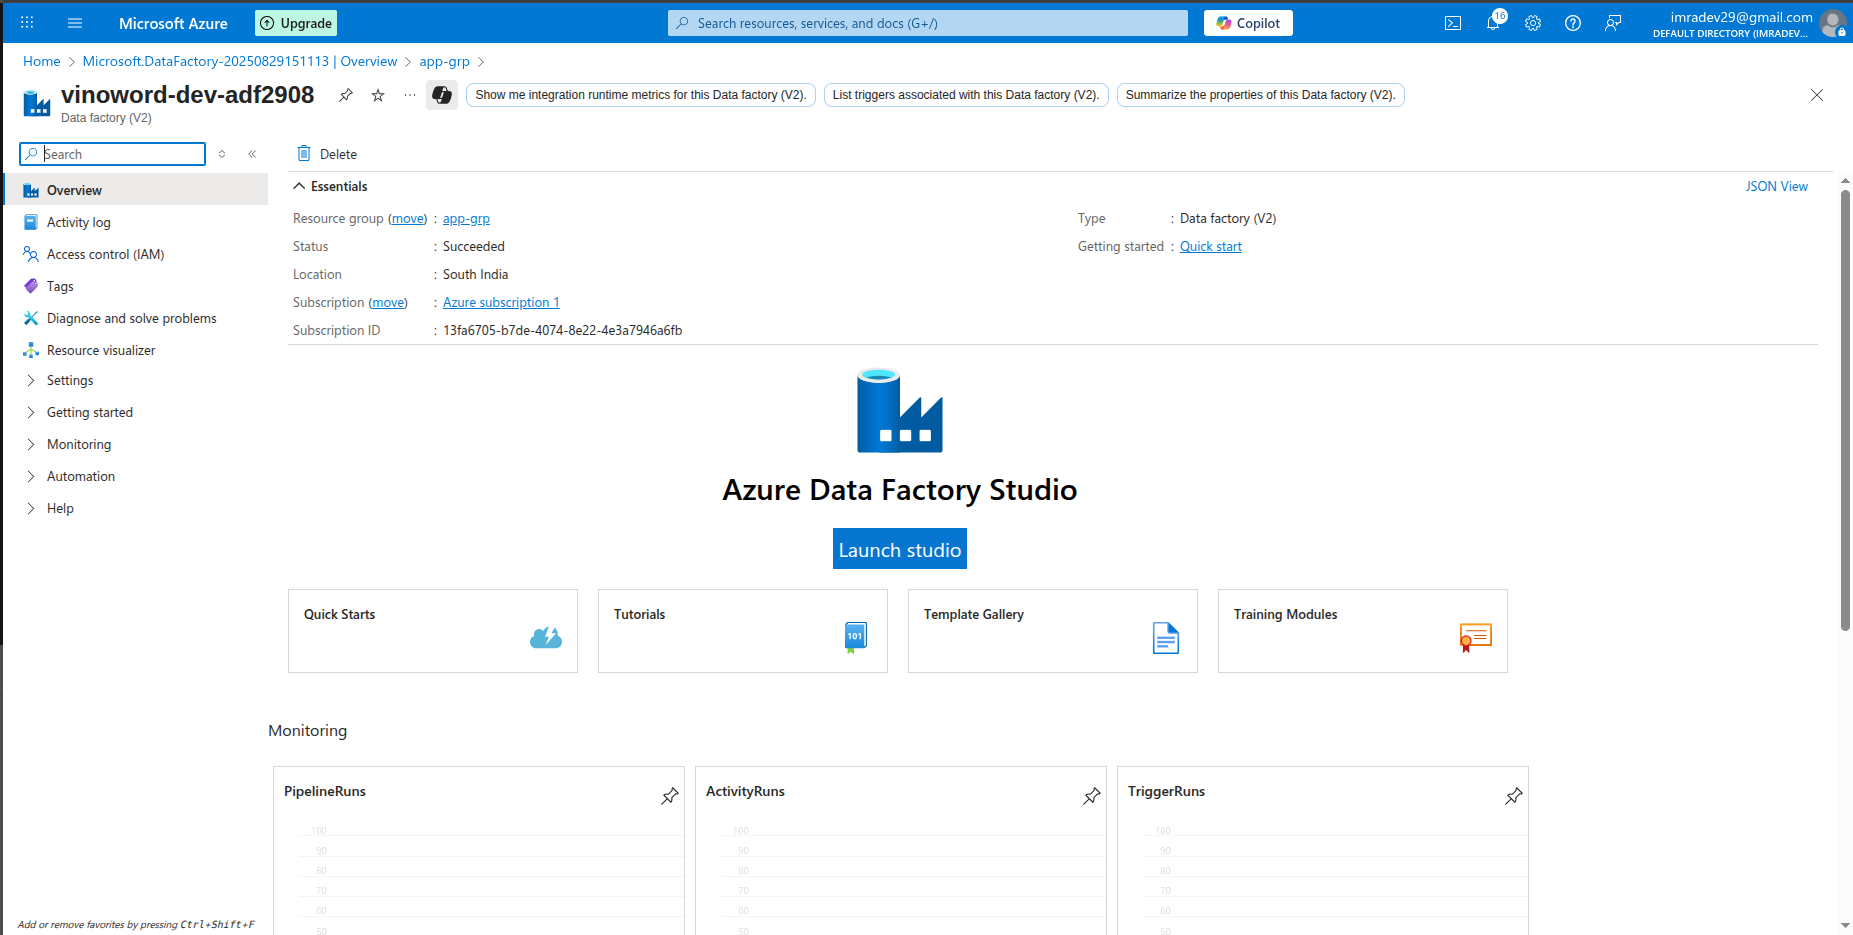 Microsoft Azure
Upgrade
Search resources, services, and docs (G+/)
Copilot
16
imradev29@gmail.com
DEFAULT DIRECTORY (IMRADEV...
Home > Microsoft.DataFactory-20250829151113 | Overview > app-grp >
vinoword-dev-adf2908
Data factory (V2)
Show me integration runtime metrics for this Data factory (V2).
List triggers associated with this Data factory (V2).
Summarize the properties of this Data factory (V2).
Search
Overview
Activity log
Access control (IAM)
Tags
Diagnose and solve problems
Resource visualizer
Settings
Getting started
Monitoring
Automation
Help
Add or remove favorites by pressing Ctrl+Shift+F
Delete
Essentials
JSON View
Resource group (move) : app-grp
Status : Succeeded
Location : South India
Subscription (move) : Azure subscription 1
Subscription ID : 13fa6705-b7de-4074-8e22-4e3a7946a6fb
Type : Data factory (V2)
Getting started : Quick start
Azure Data Factory Studio
Launch studio
Quick Starts
Tutorials
101
Template Gallery
Training Modules
Monitoring
PipelineRuns
100
90
80
70
60
50
ActivityRuns
100
90
80
70
60
50
TriggerRuns
100
90
80
70
60
50